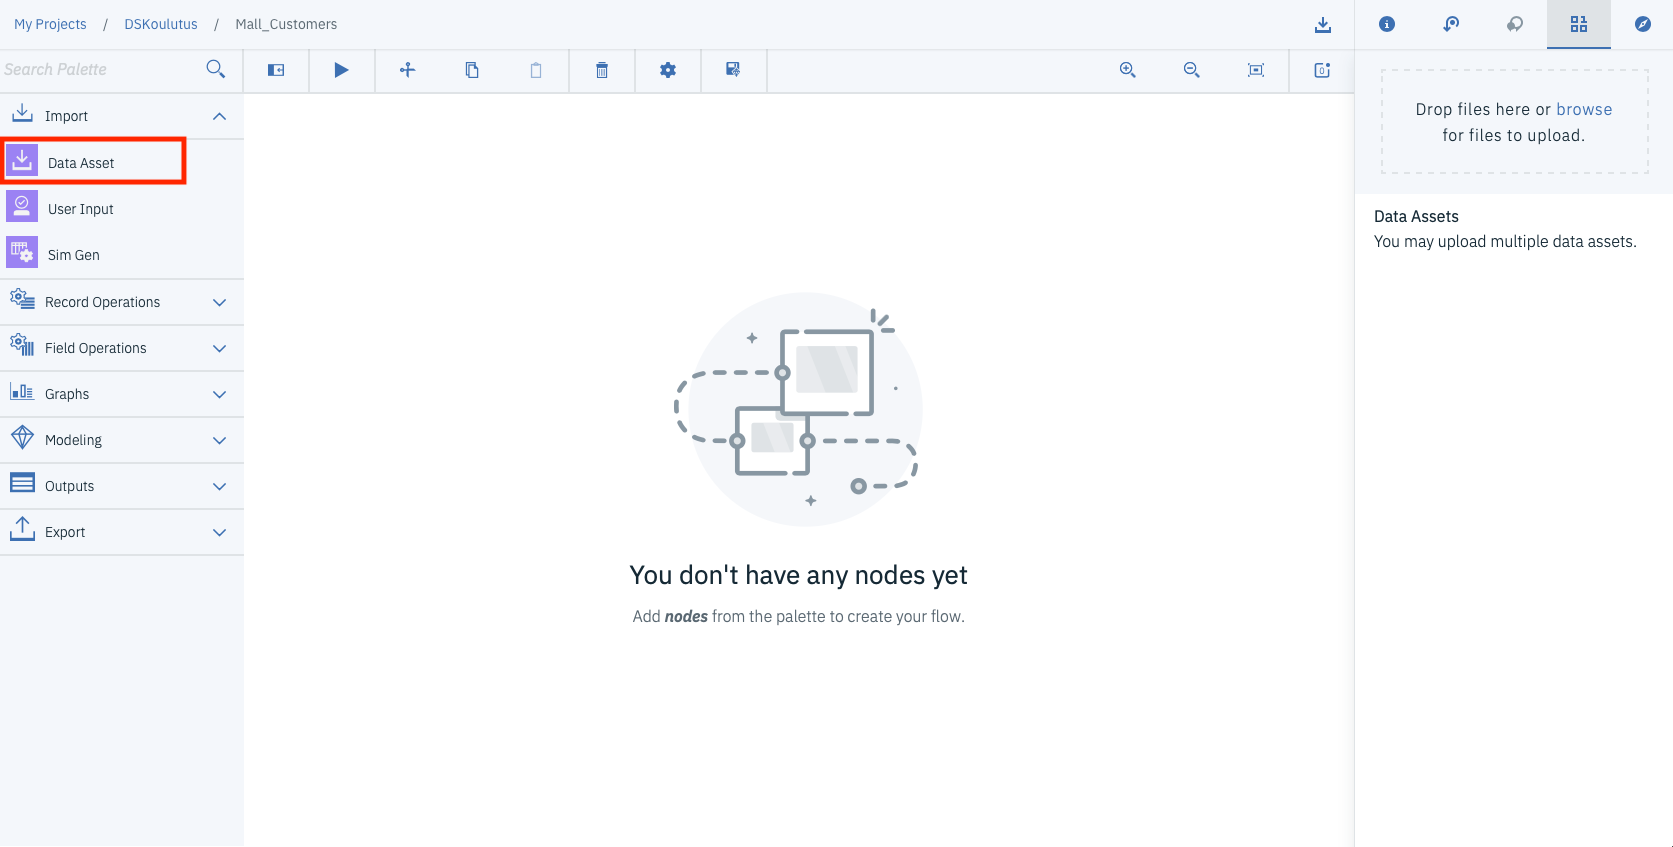 My Projects / DSKoulutus / Mall_Customers
Search Palette
Import
Data Asset
User Input
Sim Gen
Record Operations
Field Operations
Graphs
Modeling
Outputs
Export
You don't have any nodes yet
Add nodes from the palette to create your flow.
Drop files here or browse
for files to upload.
Data Assets
You may upload multiple data assets.